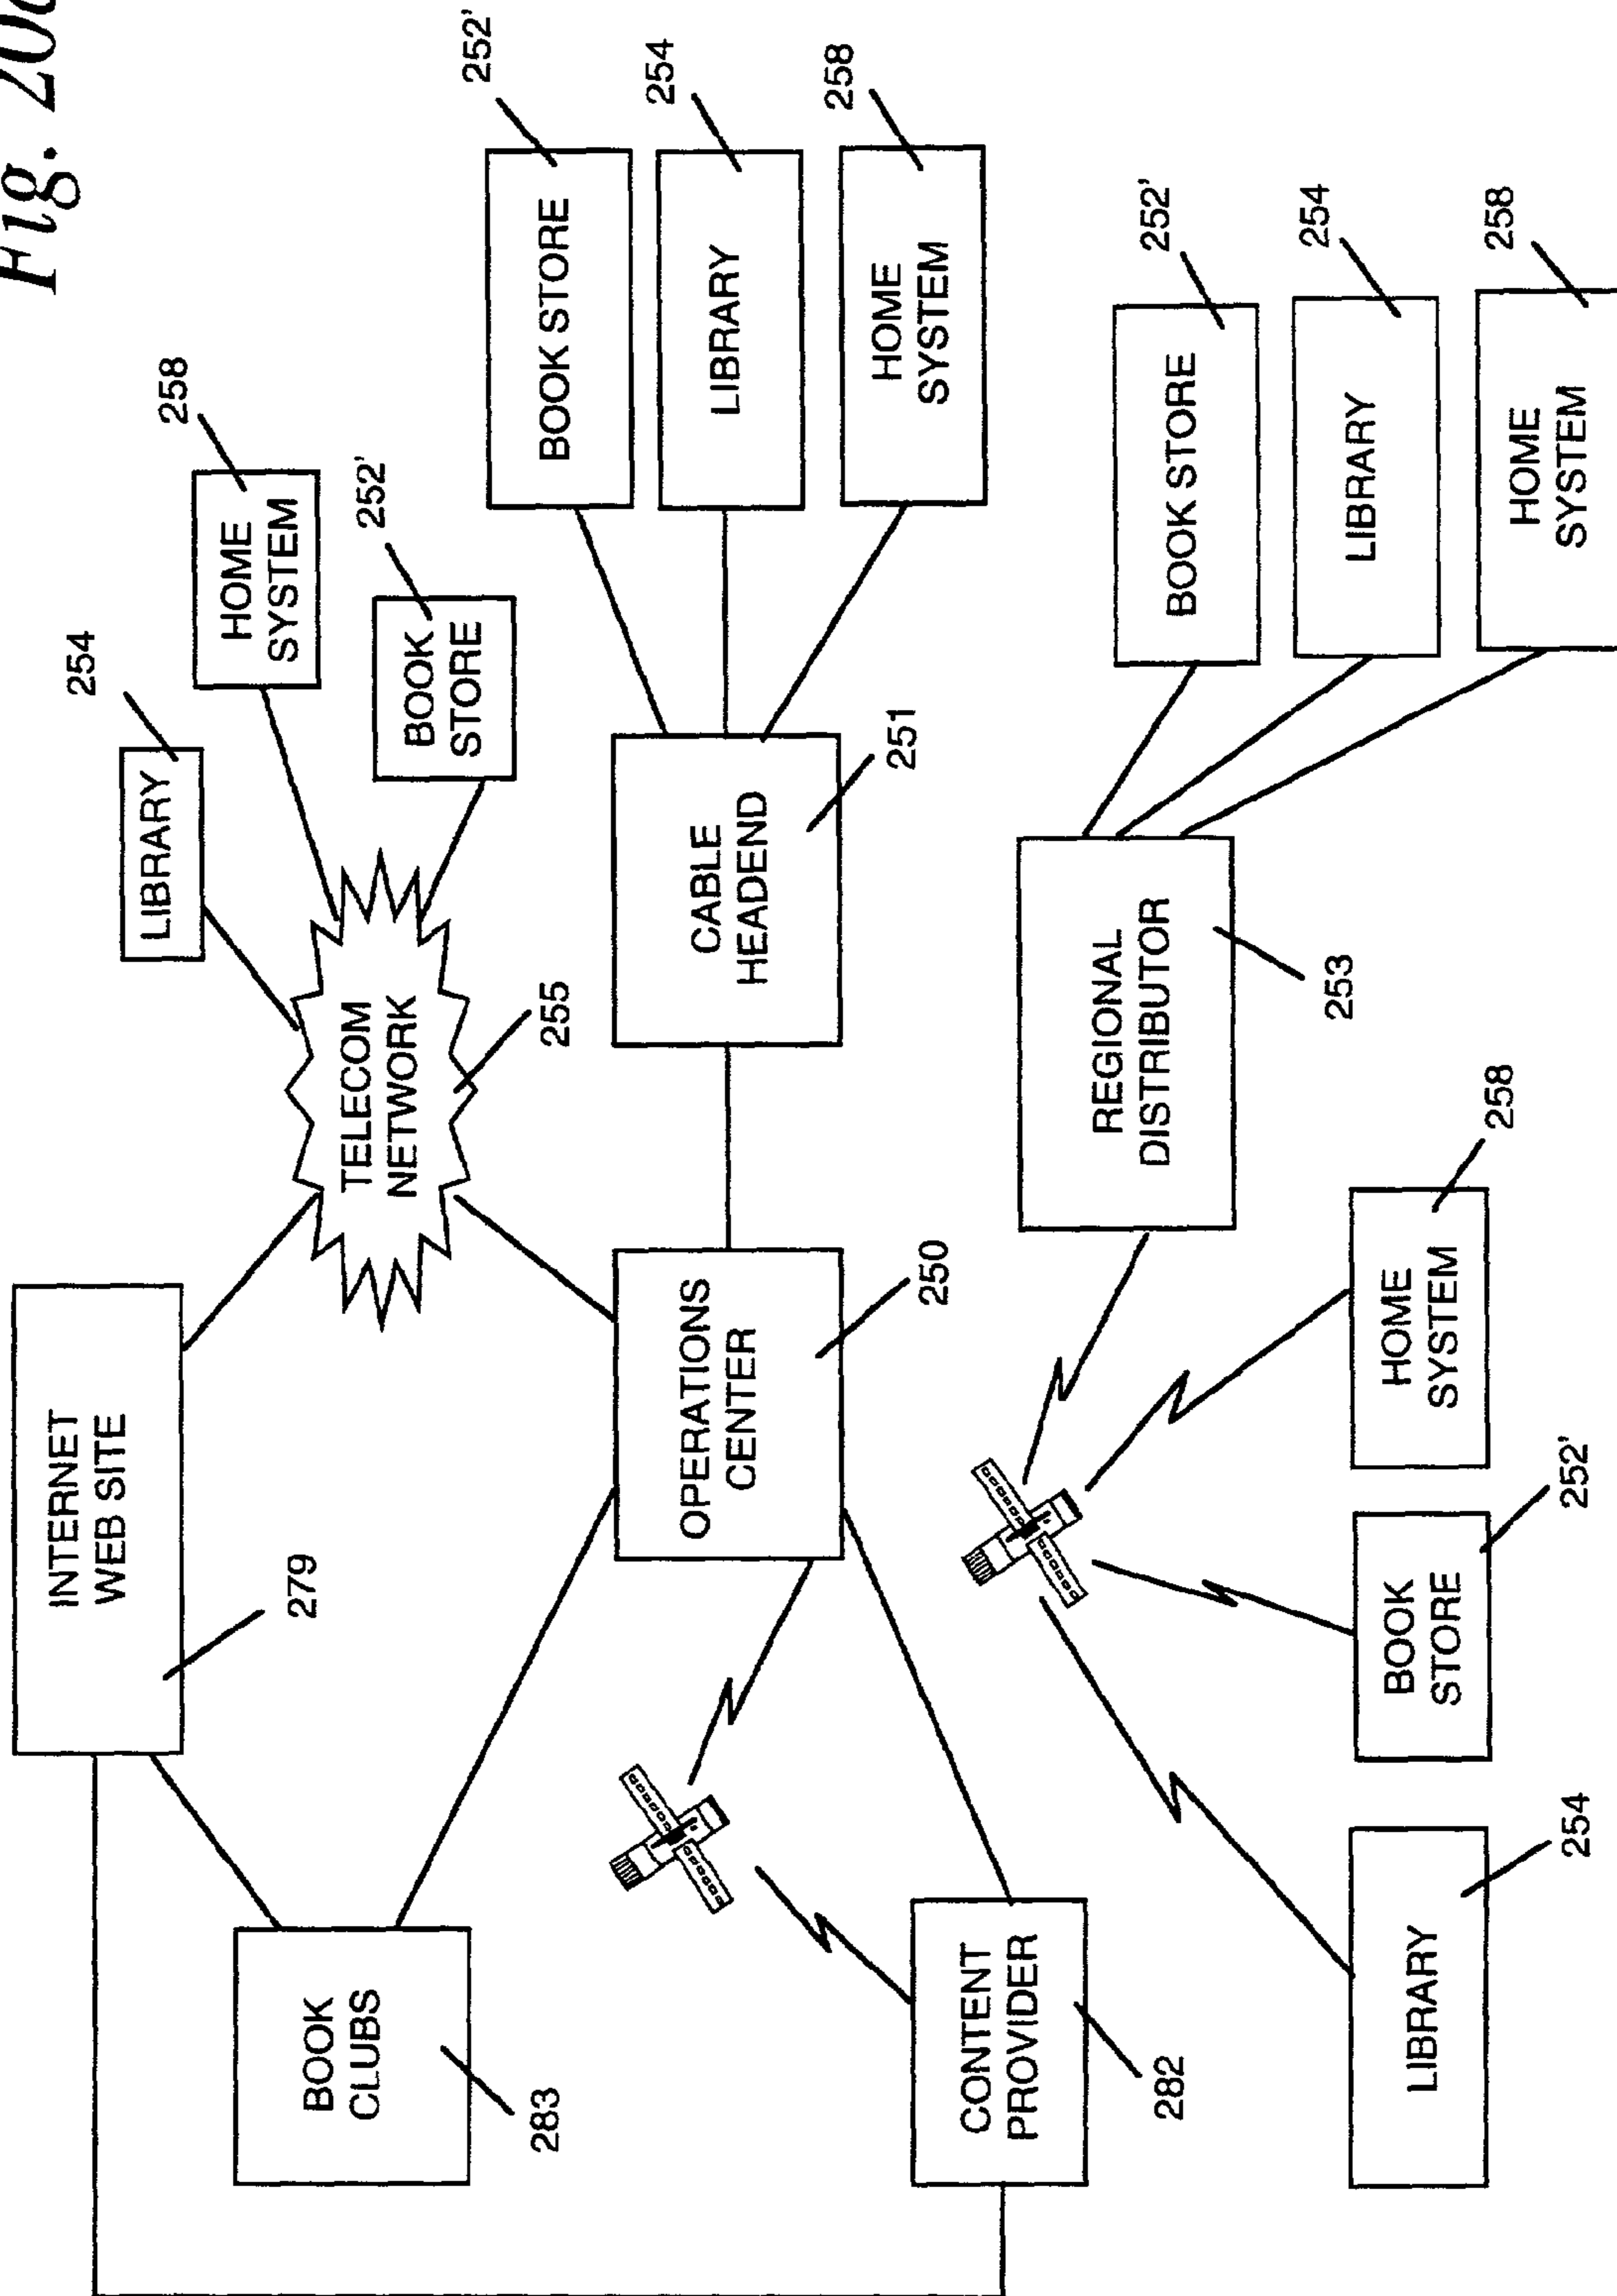 Fig. 20
INTERNET
WEB SITE
279
LIBRARY
254
HOME
SYSTEM
258
BOOK
STORE
252'
TELECOM
NETWORK
255
BOOK
CLUBS
283
OPERATIONS
CENTER
250
CABLE
HEADEND
251
BOOK STORE
252'
LIBRARY
254
HOME
SYSTEM
258
CONTENT
PROVIDER
282
REGIONAL
DISTRIBUTOR
253
BOOK STORE
252'
LIBRARY
254
HOME
SYSTEM
258
LIBRARY
254
BOOK
STORE
252'
HOME
SYSTEM
258